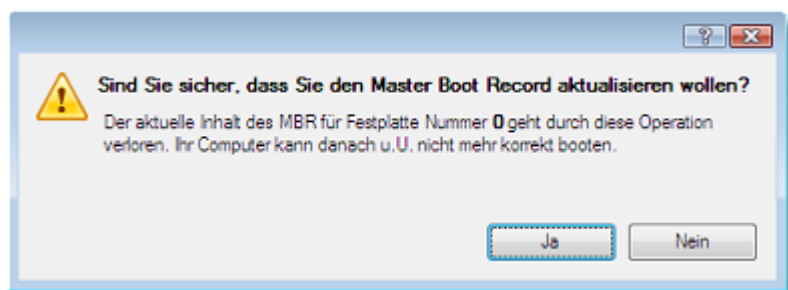 Sind Sie sicher, dass Sie den Master Boot Record aktualisieren wollen?
Der aktuelle Inhalt des MBR für Festplatte Nummer 0 geht durch diese Operation
verloren. Ihr Computer kann danach u.U. nicht mehr korrekt booten.
Ja Nein